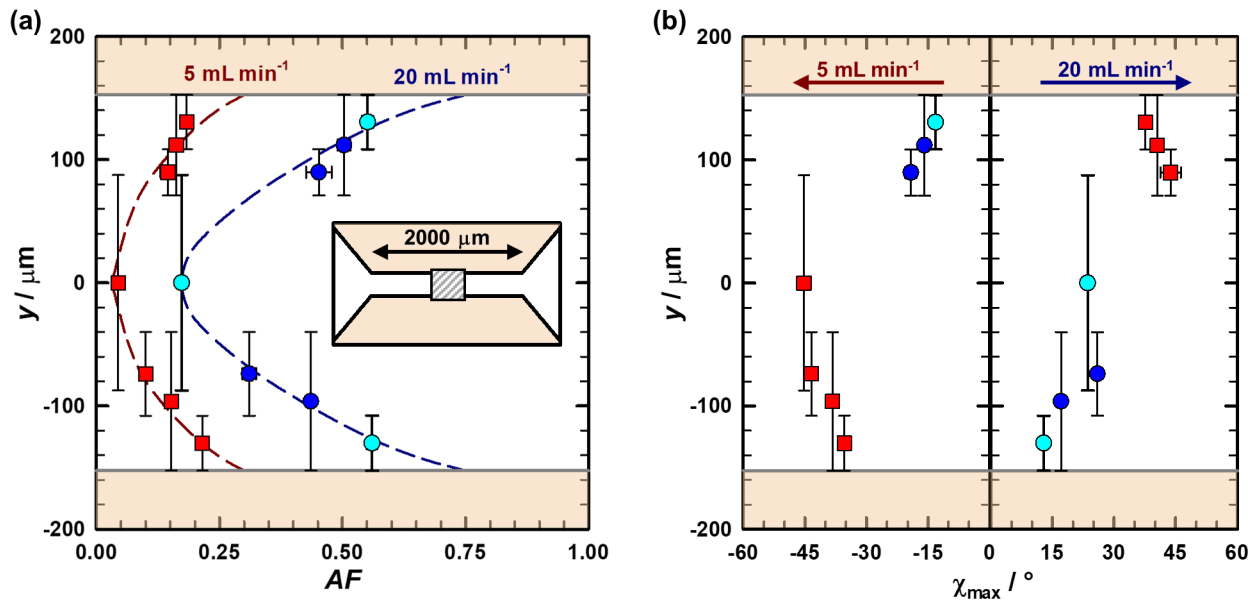 (a)
(b)
200
100
0
-100
-200
y / μm
0.00 0.25 0.50 0.75 1.00
AF
5 mL min⁻¹
20 mL min⁻¹
2000 μm
200
100
0
-100
-200
y / μm
-60 -45 -30 -15 0 15 30 45 60
χmax / °
5 mL min⁻¹
20 mL min⁻¹